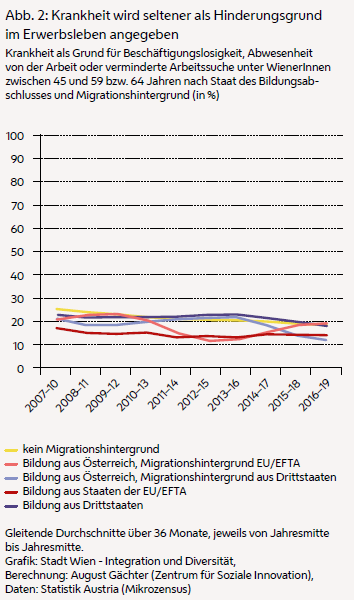 Abb. 2: Krankheit wird seltener als Hinderungsgrund
im Erwerbsleben angegeben
Krankheit als Grund für Beschäftigungslosigkeit, Abwesenheit
von der Arbeit oder verminderte Arbeitssuche unter WienerInnen
zwischen 45 und 59 bzw. 64 Jahren nach Staat des Bildungsab-
schlusses und Migrationshintergrund (in %)
100
90
80
70
60
50
40
30
20
10
0
2007–10
2008–11
2009–12
2010–13
2011–14
2012–15
2013–16
2014–17
2015–18
2016–19
kein Migrationshintergrund
Bildung aus Österreich, Migrationshintergrund EU/EFTA
Bildung aus Österreich, Migrationshintergrund aus Drittstaaten
Bildung aus Staaten der EU/EFTA
Bildung aus Drittstaaten
Gleitende Durchschnitte über 36 Monate, jeweils von Jahresmitte
bis Jahresmitte.
Grafik: Stadt Wien - Integration und Diversität,
Berechnung: August Gächter (Zentrum für Soziale Innovation),
Daten: Statistik Austria (Mikrozensus)